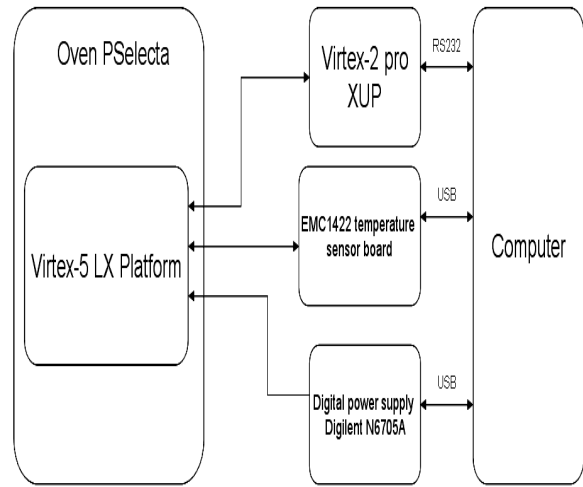 Oven PSelecta
Virtex-5 LX Platform
Virtex-2 pro
XUP
RS232
EMC1422 temperature
sensor board
USB
Computer
Digital power supply
Digilent N6705A
USB